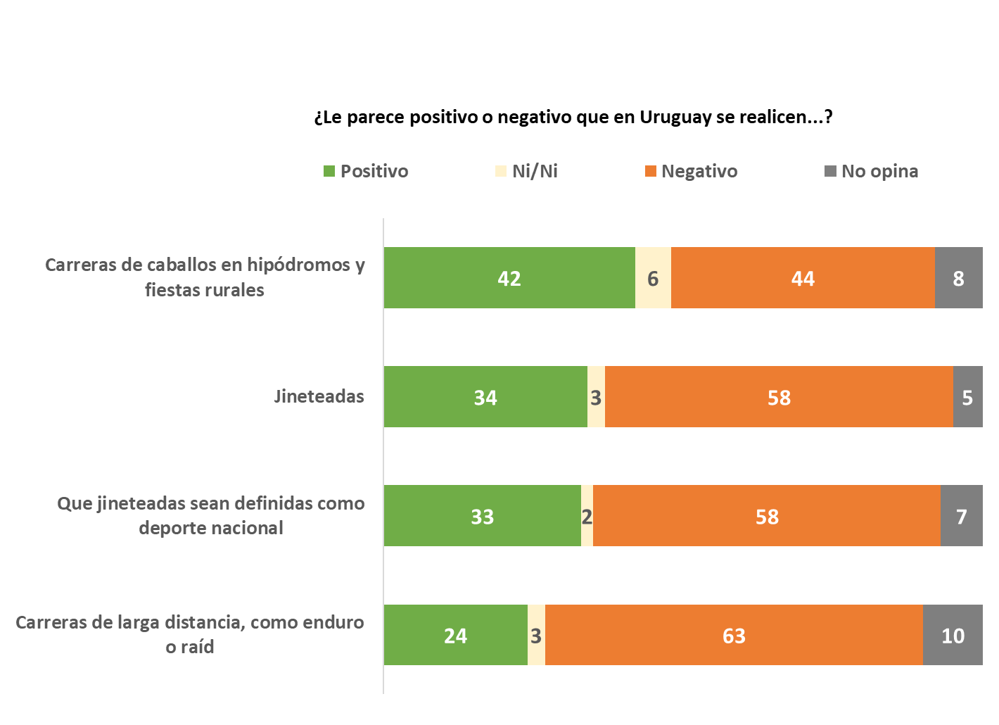 ¿Le parece positivo o negativo que en Uruguay se realicen...?
Positivo Ni/Ni Negativo No opina
Carreras de caballos en hipódromos y
fiestas rurales
42 6 44 8
Jineteadas
34 3 58 5
Que jineteadas sean definidas como
deporte nacional
33 2 58 7
Carreras de larga distancia, como enduro
o raíd
24 3 63 10